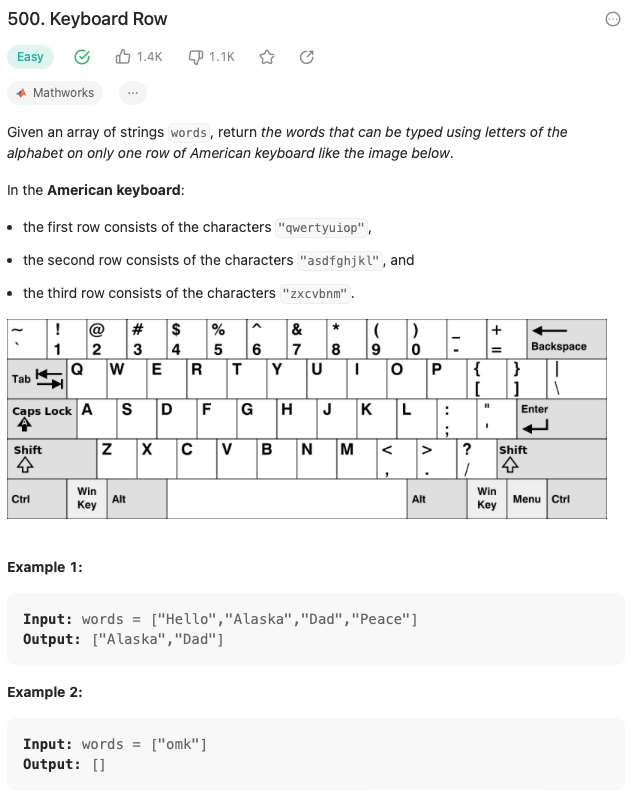 500. Keyboard Row
Easy 1.4K 1.1K
Mathworks ...
Given an array of strings words, return the words that can be typed using letters of the
alphabet on only one row of American keyboard like the image below.
In the American keyboard:
• the first row consists of the characters "qwertyuiop",
• the second row consists of the characters "asdfghjkl", and
• the third row consists of the characters "zxcvbnm".
~ ! @ # $ % ^ & * ( ) _ +
` 1 2 3 4 5 6 7 8 9 0 - = Backspace
Tab Q W E R T Y U I O P { } |
[ ] \
Caps Lock A S D F G H J K L : " Enter
; '
Shift Z X C V B N M < > ? Shift
, . /
Ctrl Win Key Alt Alt Win Key Menu Ctrl
Example 1:
Input: words = ["Hello","Alaska","Dad","Peace"]
Output: ["Alaska","Dad"]
Example 2:
Input: words = ["omk"]
Output: []